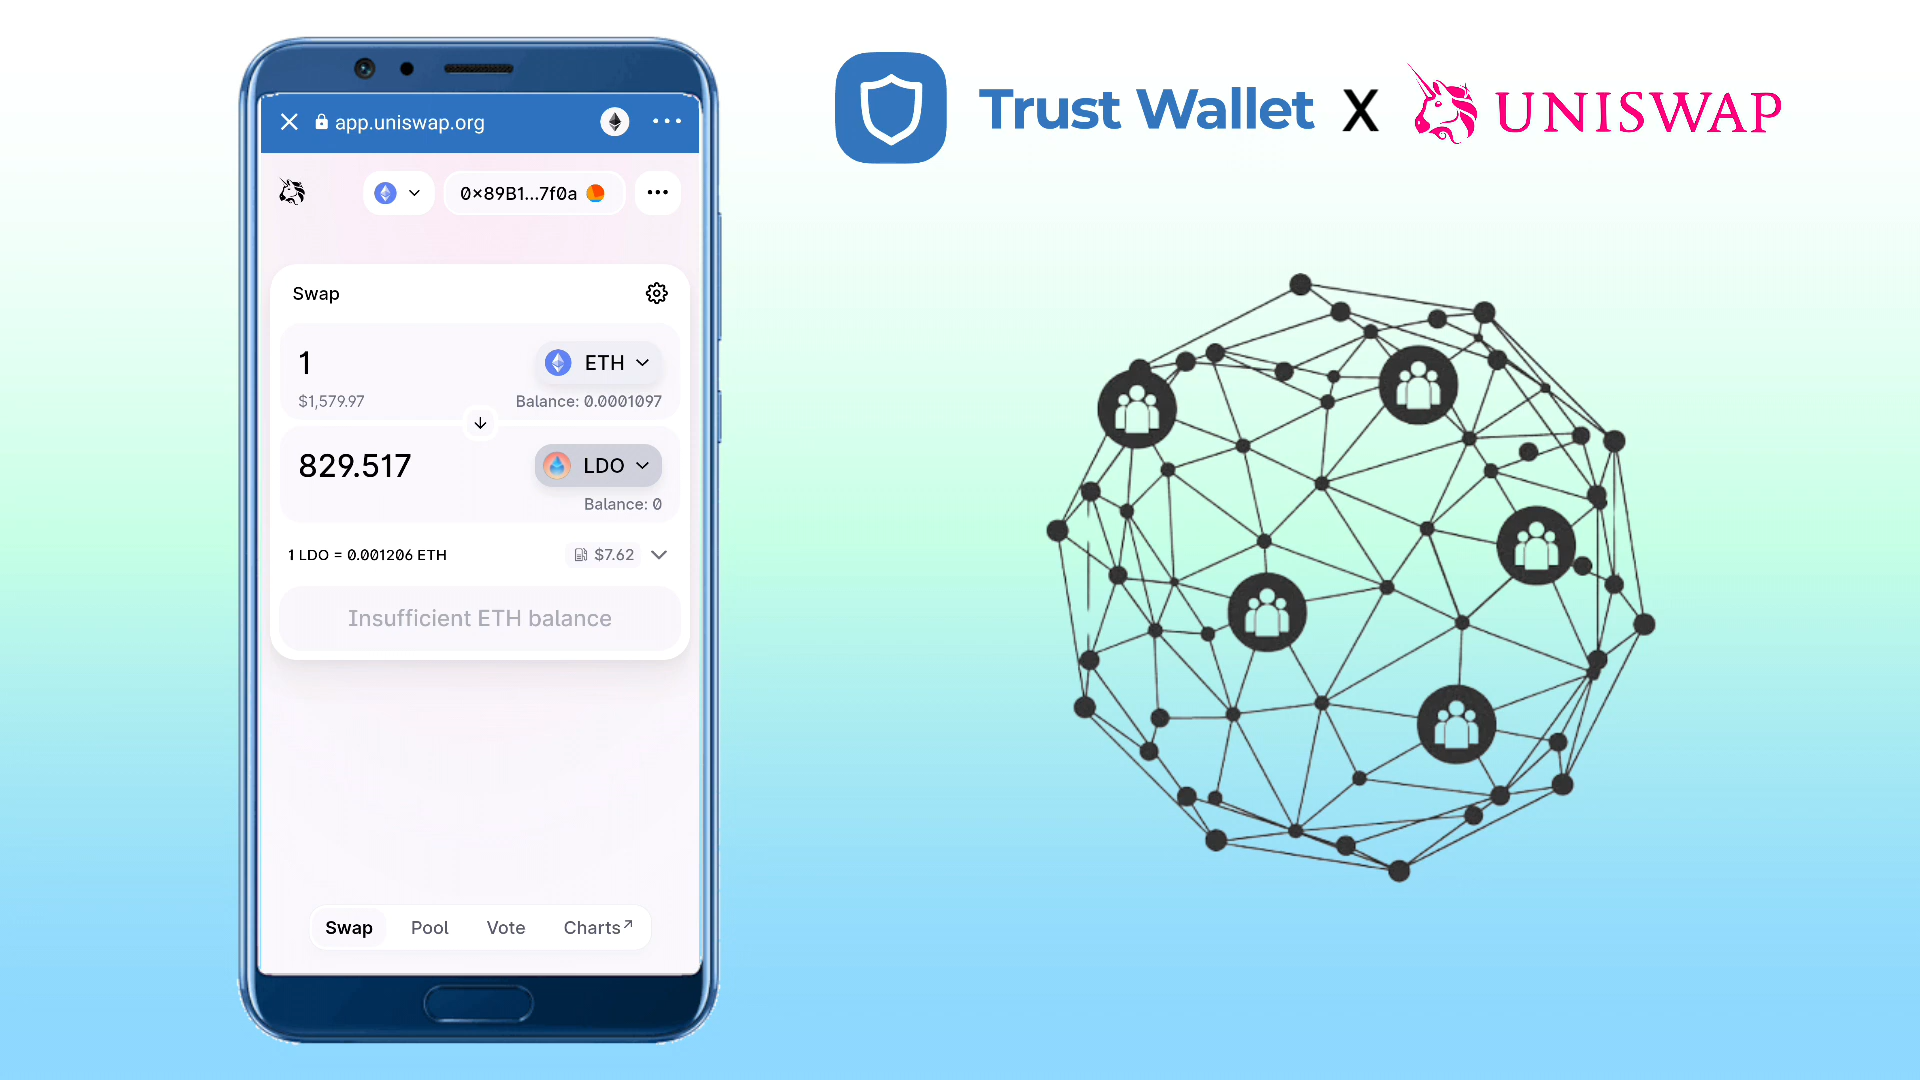 app.uniswap.org
0x89B1...7f0a
Swap
1
ETH
$1,579.97
Balance: 0.0001097
829.517
LDO
Balance: 0
1 LDO = 0.001206 ETH
$7.62
Insufficient ETH balance
Swap Pool Vote Charts↗
Trust Wallet X UNISWAP